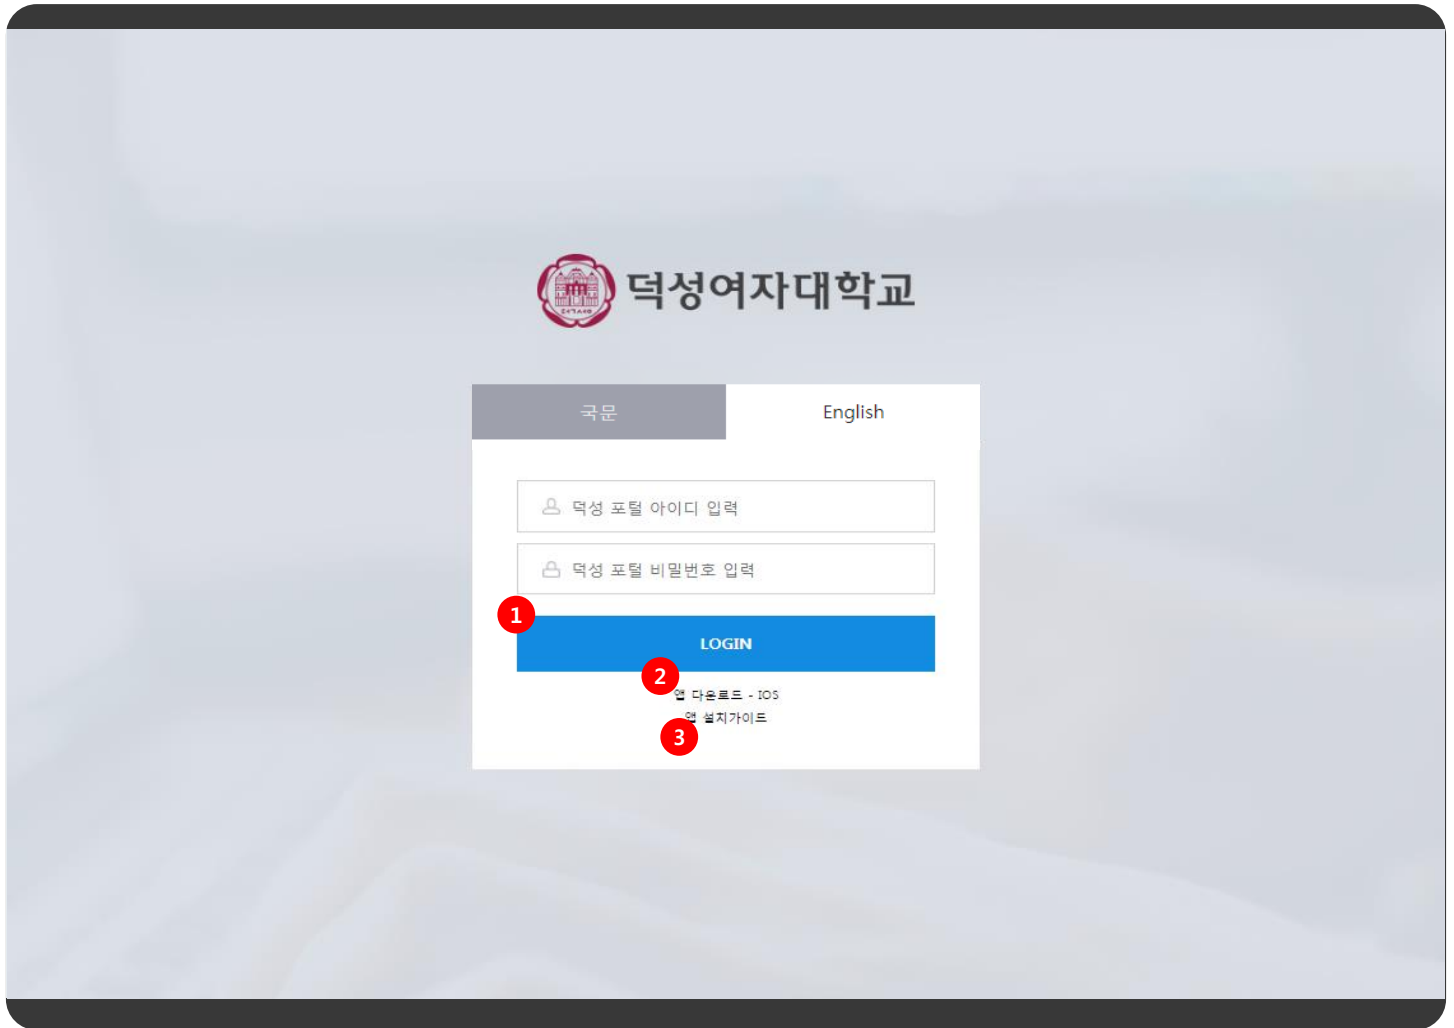 덕성여자대학교
국문 English
덕성 포털 아이디 입력
덕성 포털 비밀번호 입력
1
LOGIN
2
앱 다운로드 - IOS
앱 설치가이드
3